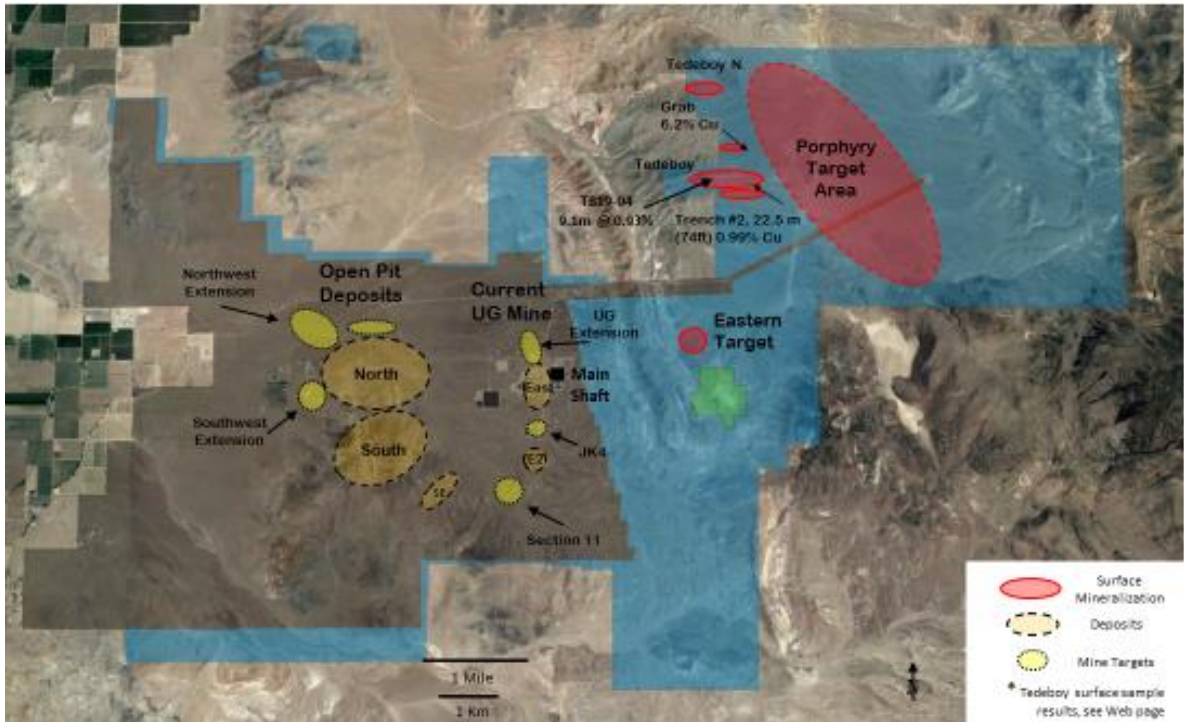 Tedeboy N.
Grab
6.2% Cu
Porphyry
Target
Area
Tedeboy
9.1m @ 0.93%
Trench #2, 22.5 m
(74ft) 0.99% Cu
Northwest
Extension
Open Pit
Deposits
Current
UG Mine
UG
Extension
Eastern
Target
North
East
Main
Shaft
Southwest
Extension
South
JK4
E2
SE
Section 11
Surface
Mineralization
Deposits
Mine Targets
* Tedeboy surface sample
results, see Web page
1 Mile
1 Km
N